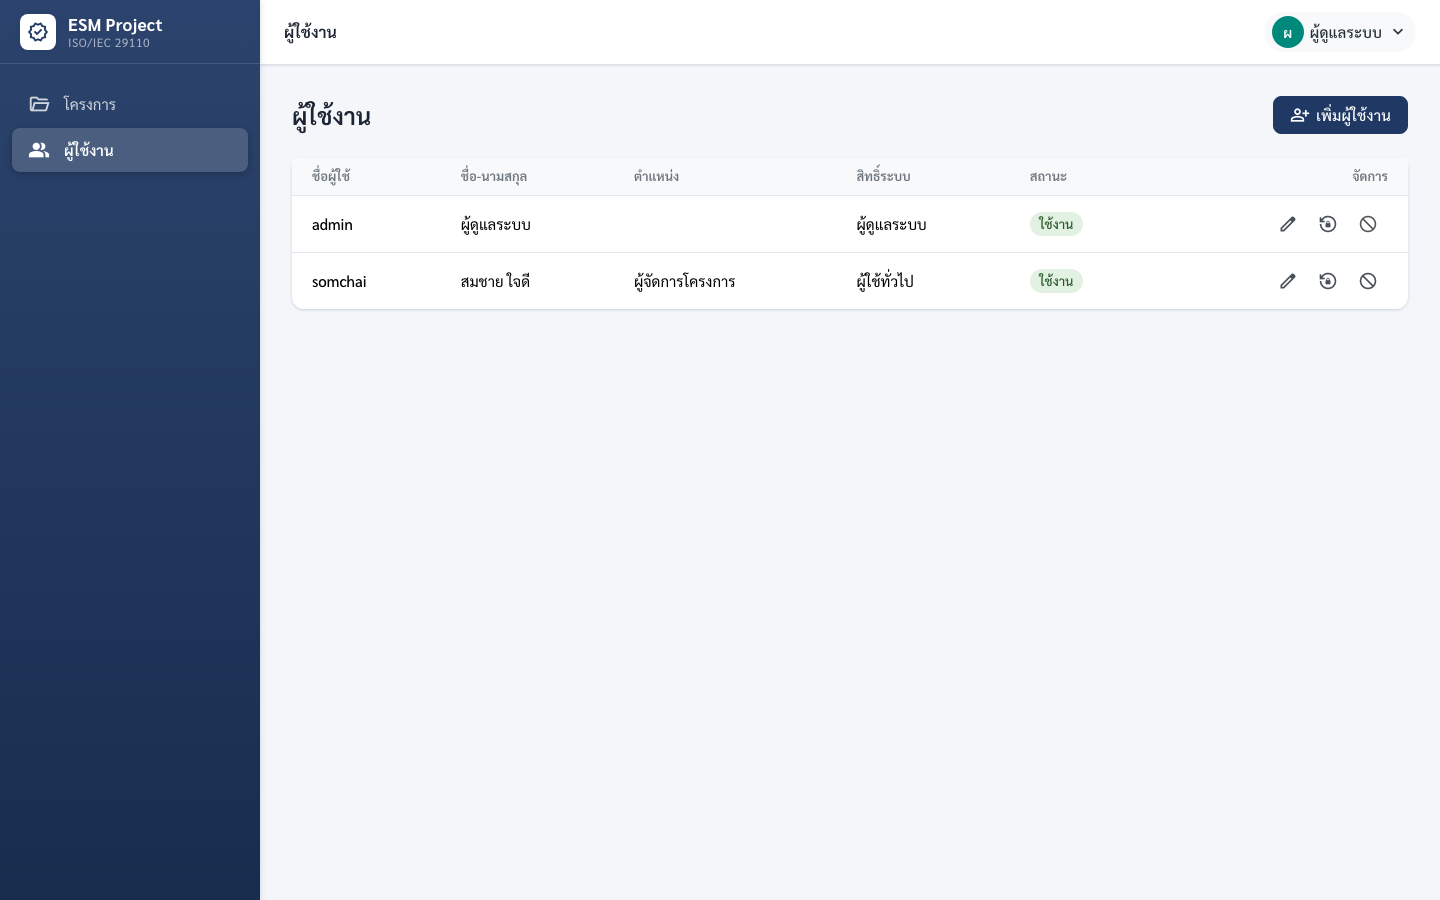 ESM Project
ISO/IEC 29110
โครงการ
ผู้ใช้งาน
ผู้ใช้งาน
ผ ผู้ดูแลระบบ
ผู้ใช้งาน
เพิ่มผู้ใช้งาน
ชื่อผู้ใช้ ชื่อ-นามสกุล ตำแหน่ง สิทธิ์ระบบ สถานะ จัดการ
admin ผู้ดูแลระบบ ผู้ดูแลระบบ ใช้งาน
somchai สมชาย ใจดี ผู้จัดการโครงการ ผู้ใช้ทั่วไป ใช้งาน